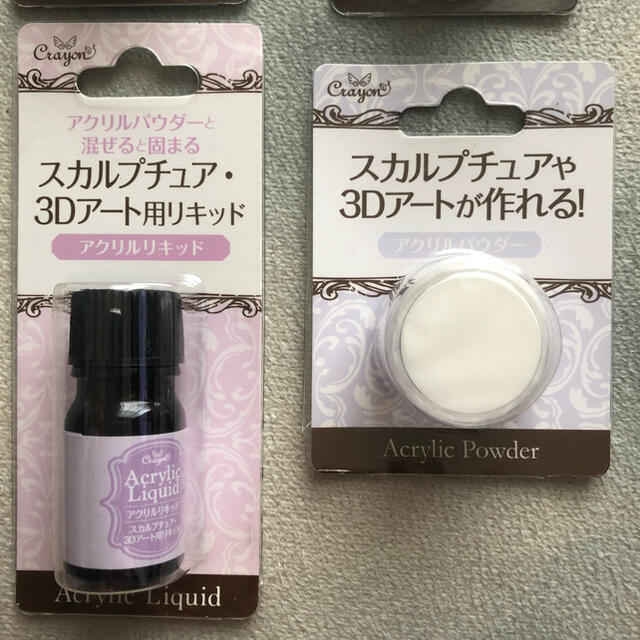 Crayon
アクリルパウダーと
混ぜると固まる
スカルプチュア・
3Dアート用リキッド
アクリルリキッド
Crayon
Acrylic
Liquid
アクリルリキッド
スカルプチュア・
3Dアート用リキッド
Acrylic Liquid
Crayon
スカルプチュアや
3Dアートが作れる!
アクリルパウダー
Acrylic Powder